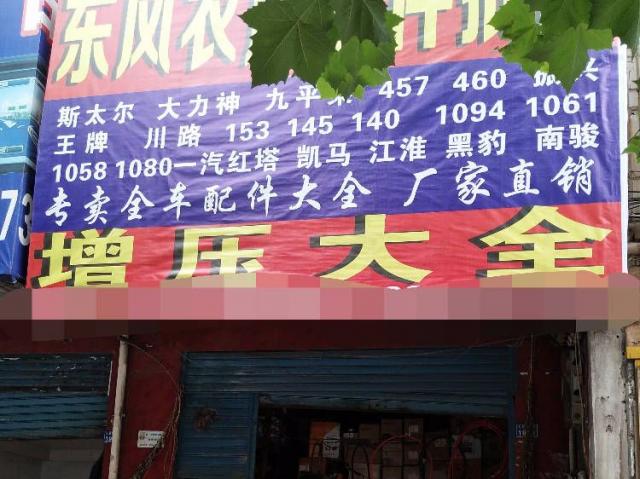 东风农
斯太尔 大力神 九平柴 457 460
王牌 川路 153 145 140 1094 1061
1058 1080 一汽红塔 凯马 江淮 黑豹 南骏
专卖全车配件大全 厂家直销
增压大全
73